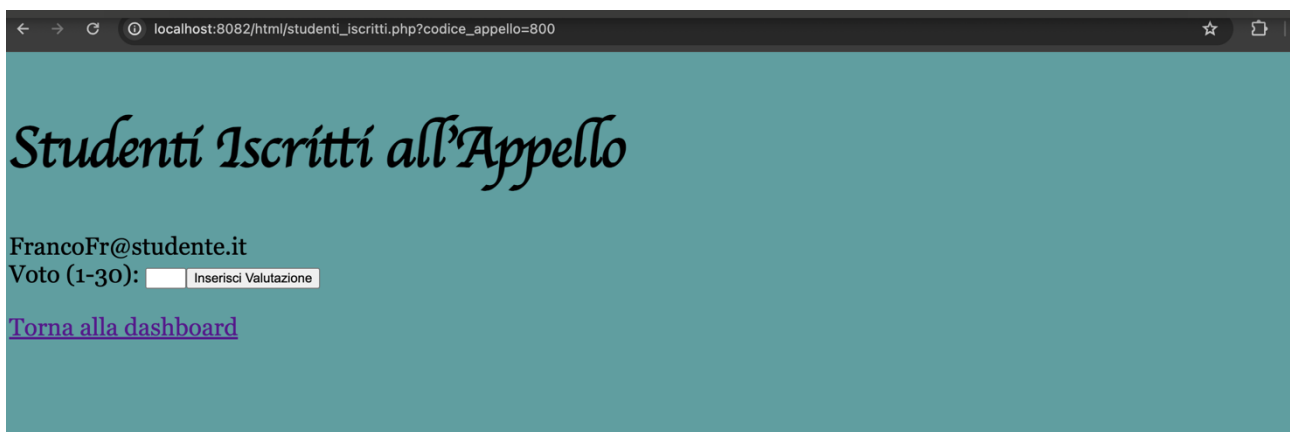 localhost:8082/html/studenti_iscritti.php?codice_appello=800
Studenti Iscritti all'Appello
FrancoFr@studente.it
Voto (1-30): Inserisci Valutazione
Torna alla dashboard